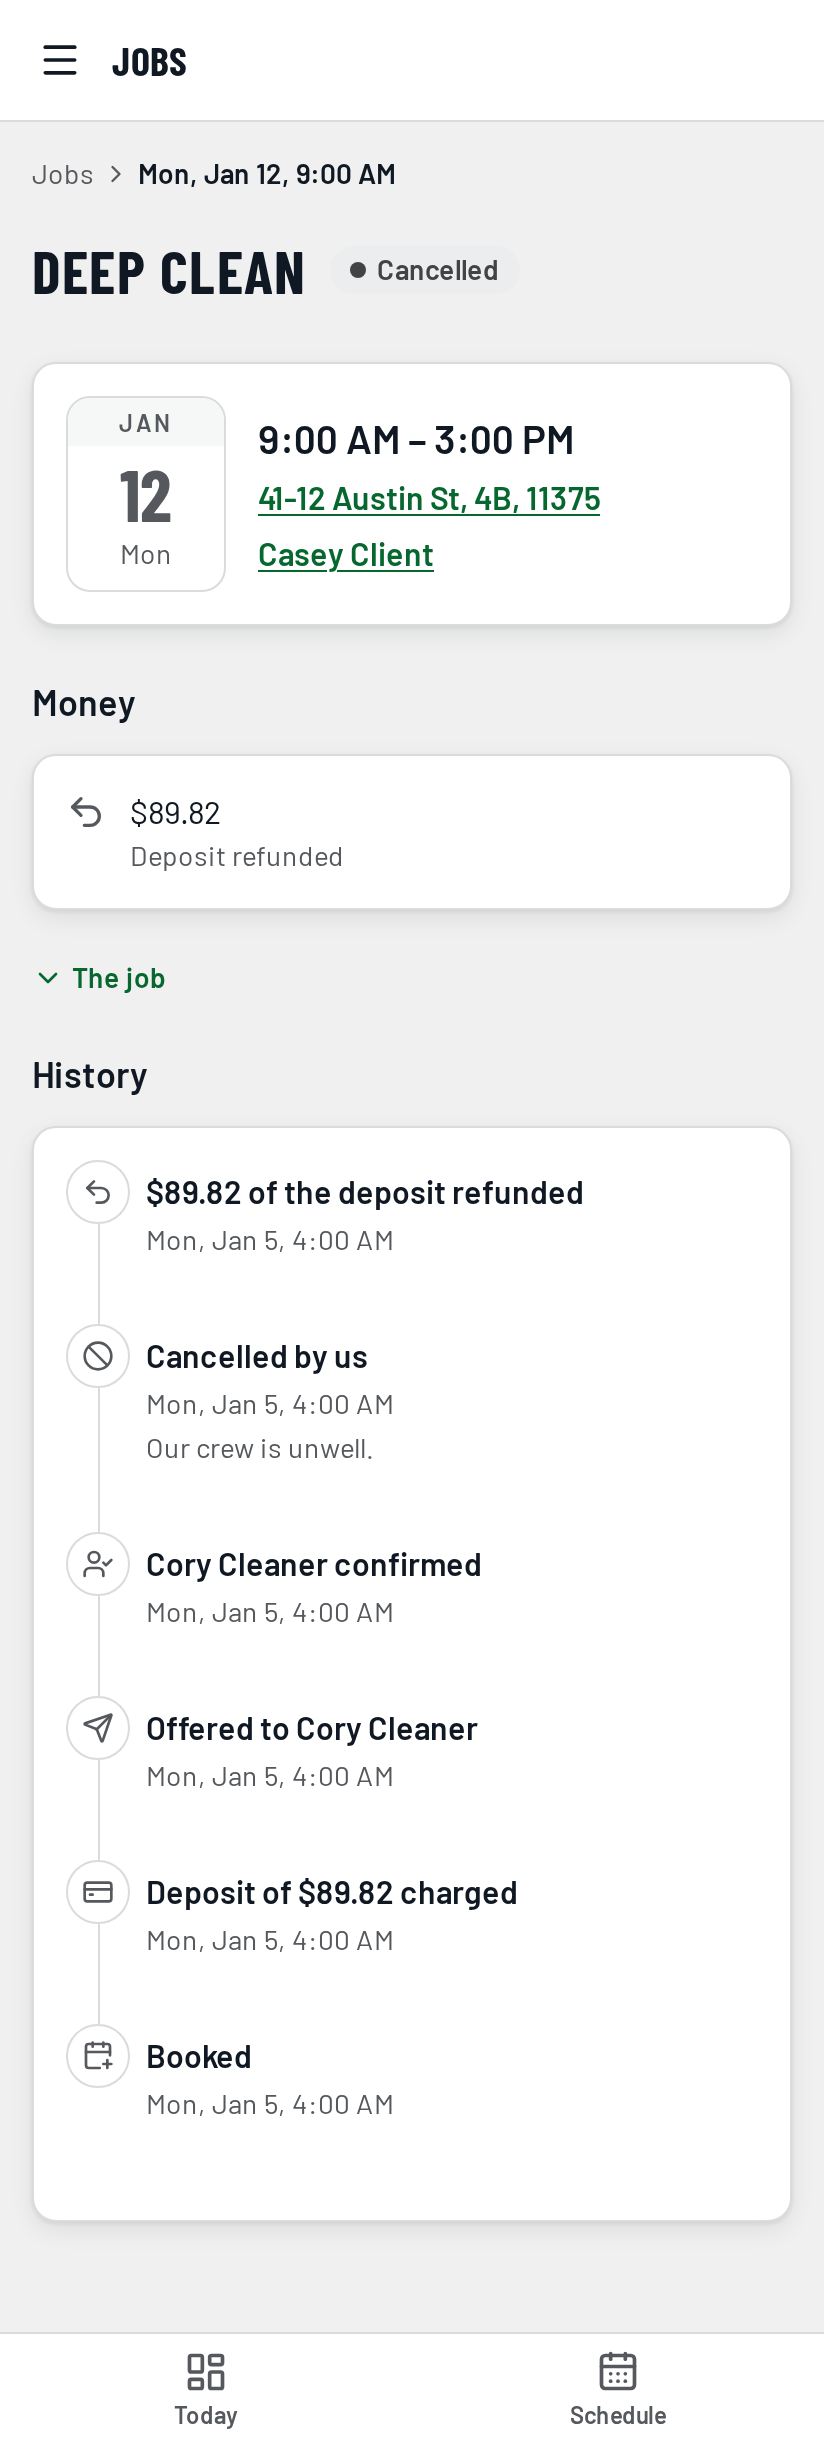 JOBS
Jobs > Mon, Jan 12, 9:00 AM
DEEP CLEAN
Cancelled
JAN
12
Mon
9:00 AM – 3:00 PM
41-12 Austin St, 4B, 11375
Casey Client
Money
$89.82
Deposit refunded
The job
History
$89.82 of the deposit refunded
Mon, Jan 5, 4:00 AM
Cancelled by us
Mon, Jan 5, 4:00 AM
Our crew is unwell.
Cory Cleaner confirmed
Mon, Jan 5, 4:00 AM
Offered to Cory Cleaner
Mon, Jan 5, 4:00 AM
Deposit of $89.82 charged
Mon, Jan 5, 4:00 AM
Booked
Mon, Jan 5, 4:00 AM
Today
Schedule